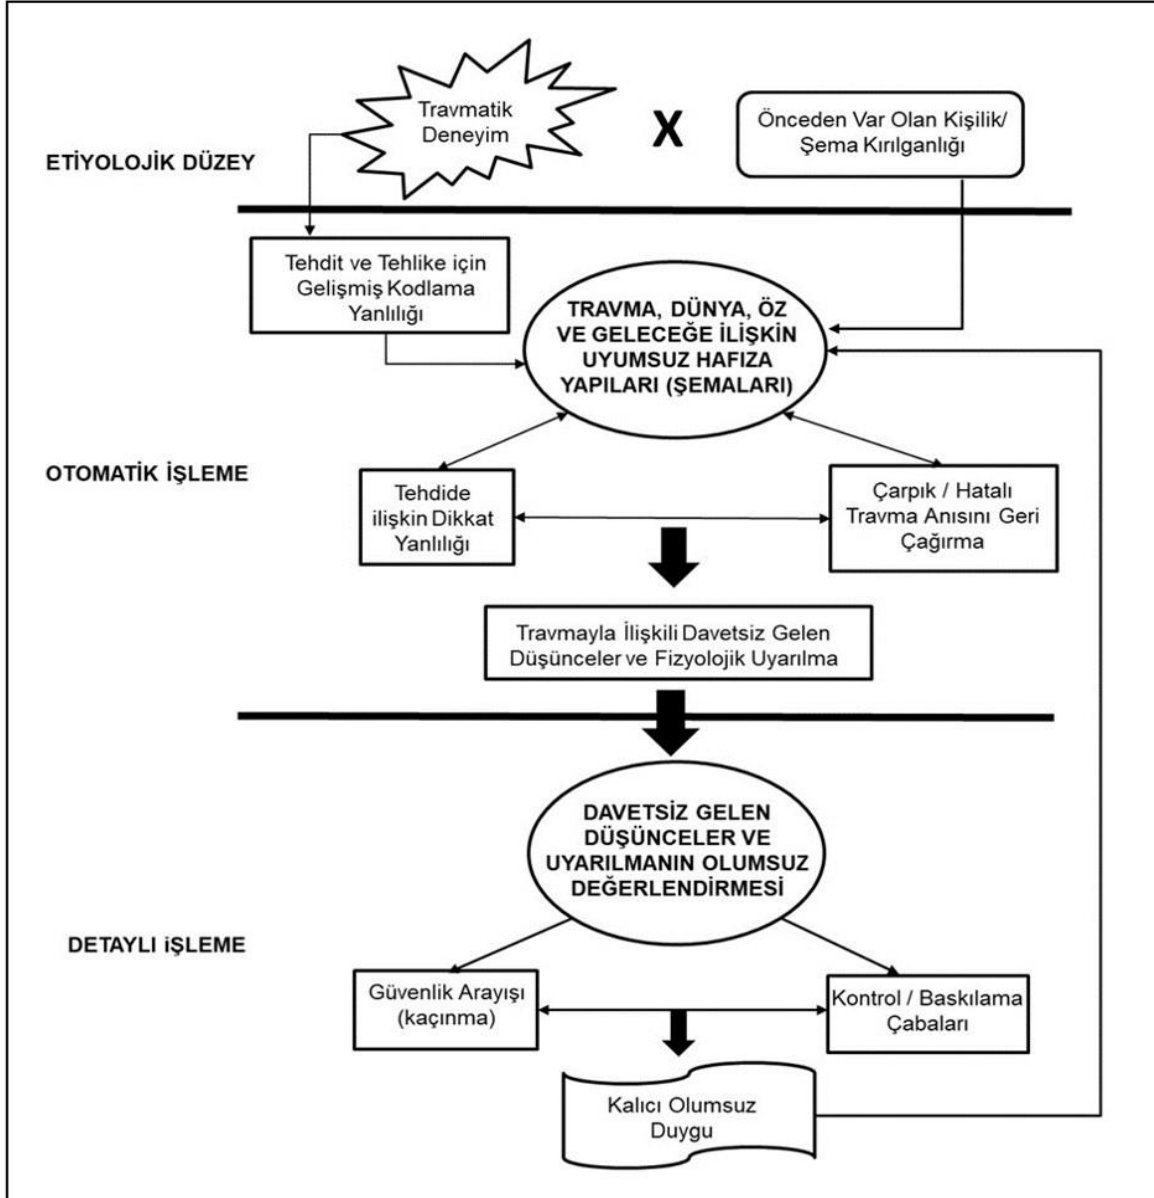 Travmatik
Deneyim
X
Önceden Var Olan Kişilik/
Şema Kırılganlığı
ETİYOLOJİK DÜZEY
Tehdit ve Tehlike için
Gelişmiş Kodlama
Yanlılığı
TRAVMA, DÜNYA, ÖZ
VE GELECEĞE İLİŞKİN
UYUMSUZ HAFIZA
YAPILARI (ŞEMALARI)
OTOMATİK İŞLEME
Tehdide
ilişkin Dikkat
Yanlılığı
Çarpık / Hatalı
Travma Anısını Geri
Çağırma
Travmayla İlişkili Davetsiz Gelen
Düşünceler ve Fizyolojik Uyarılma
DAVETSİZ GELEN
DÜŞÜNCELER VE
UYARILMANIN OLUMSUZ
DEĞERLENDİRMESİ
DETAYLI iŞLEME
Güvenlik Arayışı
(kaçınma)
Kontrol / Baskılama
Çabaları
Kalıcı Olumsuz
Duygu